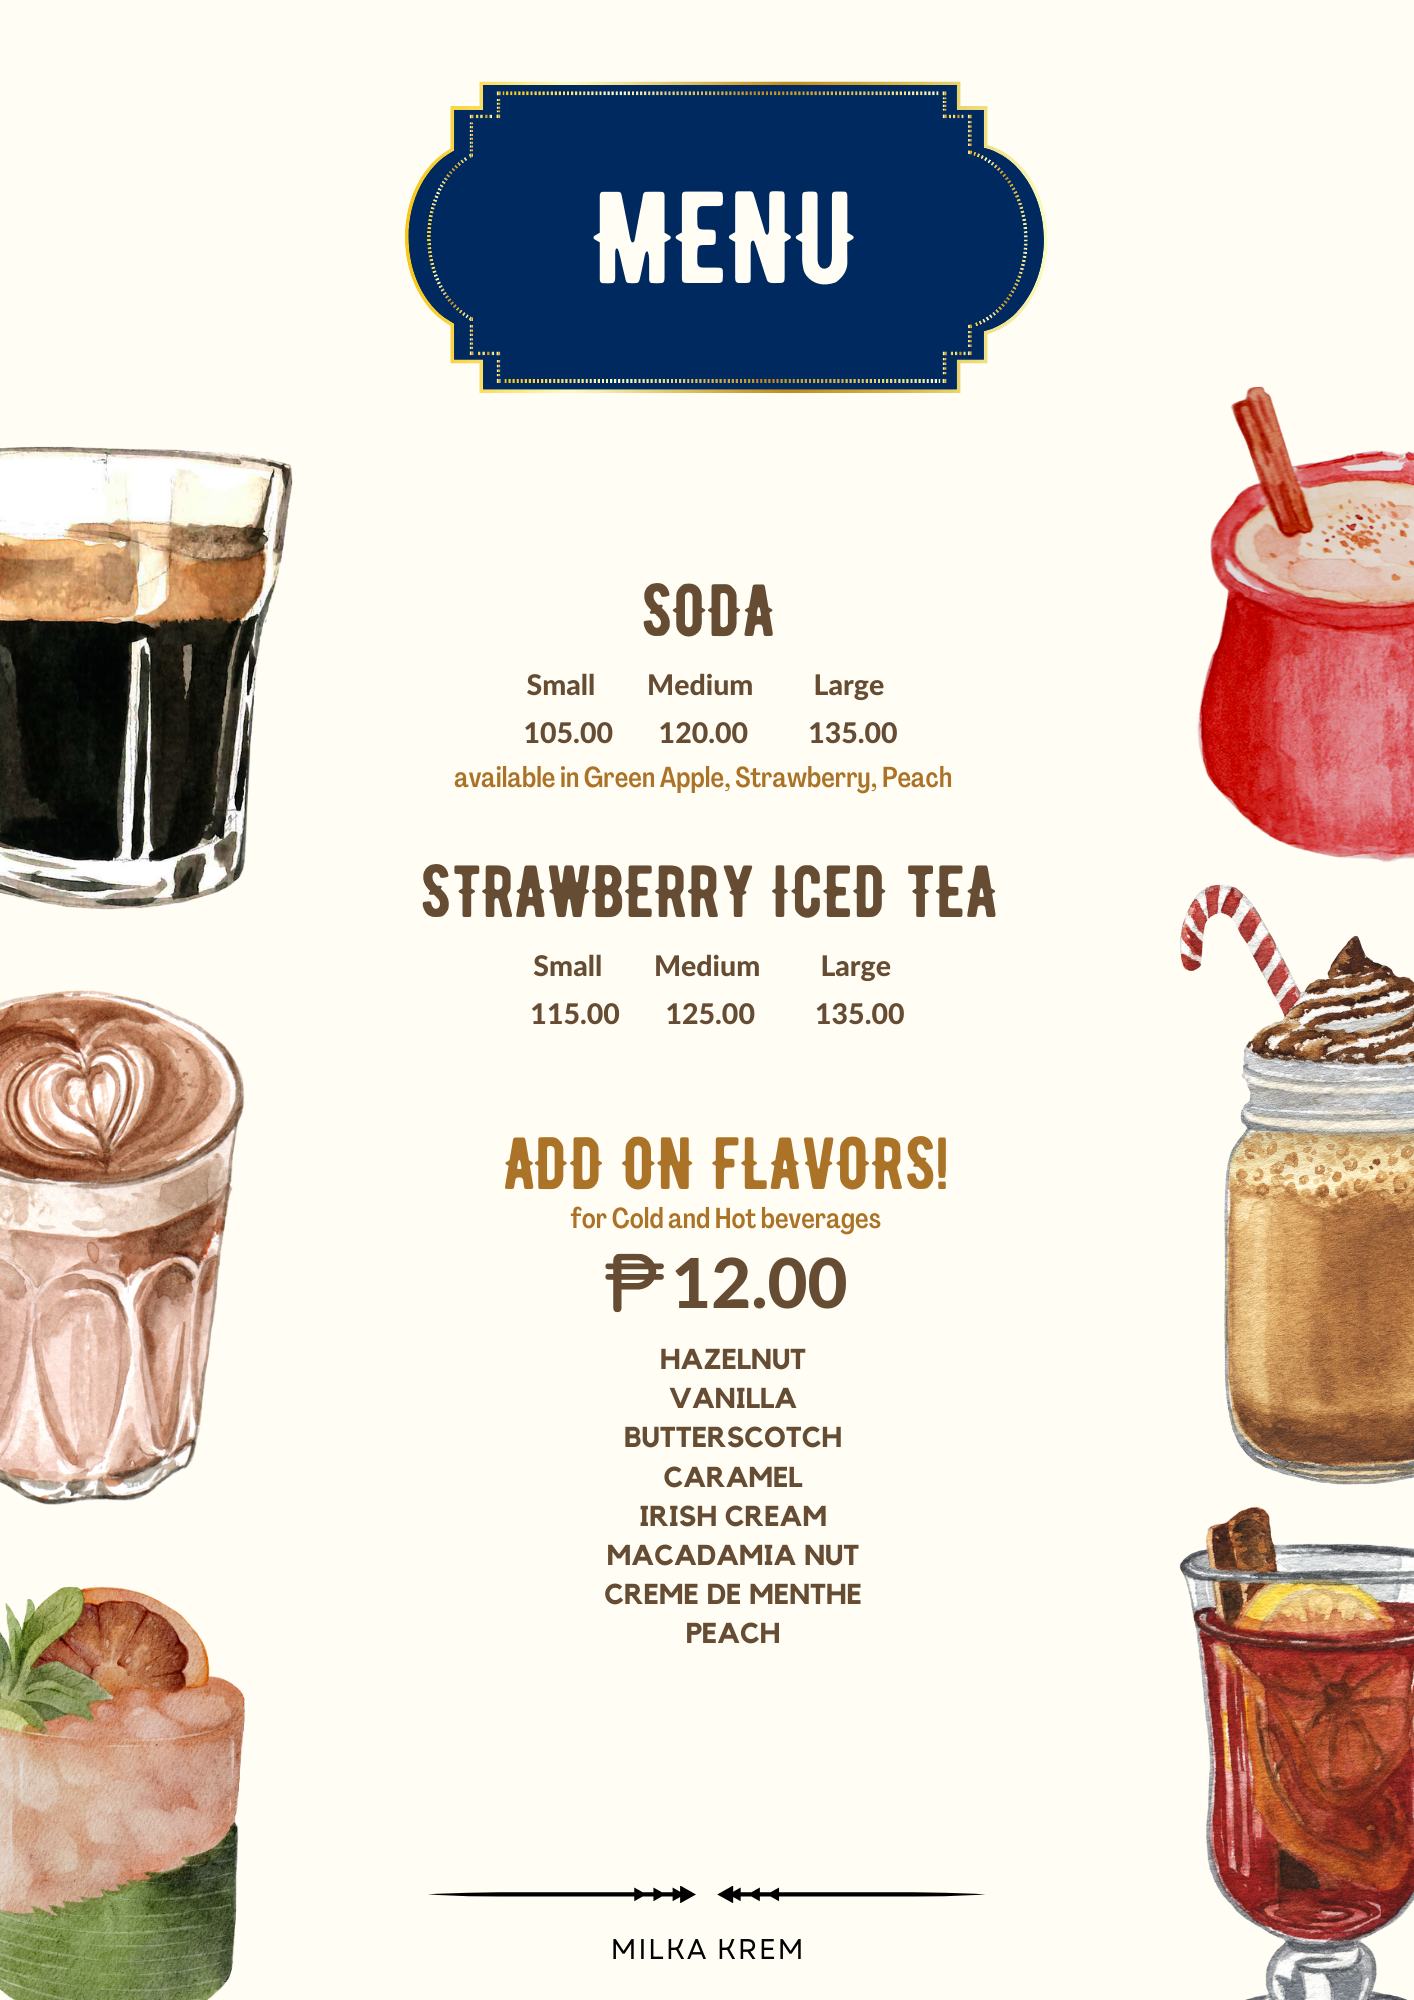 MENU
SODA
Small Medium Large
105.00 120.00 135.00
available in Green Apple, Strawberry, Peach
STRAWBERRY ICED TEA
Small Medium Large
115.00 125.00 135.00
ADD ON FLAVORS!
for Cold and Hot beverages
₱12.00
HAZELNUT
VANILLA
BUTTERSCOTCH
CARAMEL
IRISH CREAM
MACADAMIA NUT
CREME DE MENTHE
PEACH
MILKA KREM